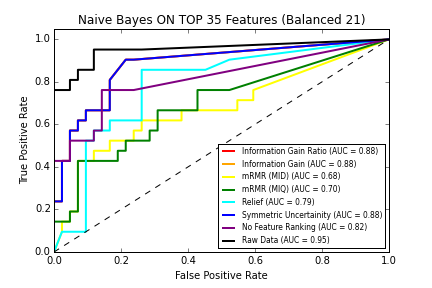 Naive Bayes ON TOP 35 Features (Balanced 21)
True Positive Rate
1.0
0.8
0.6
0.4
0.2
0.0
Information Gain Ratio (AUC = 0.88)
Information Gain (AUC = 0.88)
mRMR (MID) (AUC = 0.68)
mRMR (MIQ) (AUC = 0.70)
Relief (AUC = 0.79)
Symmetric Uncertainity (AUC = 0.88)
No Feature Ranking (AUC = 0.82)
Raw Data (AUC = 0.95)
0.0 0.2 0.4 0.6 0.8 1.0
False Positive Rate